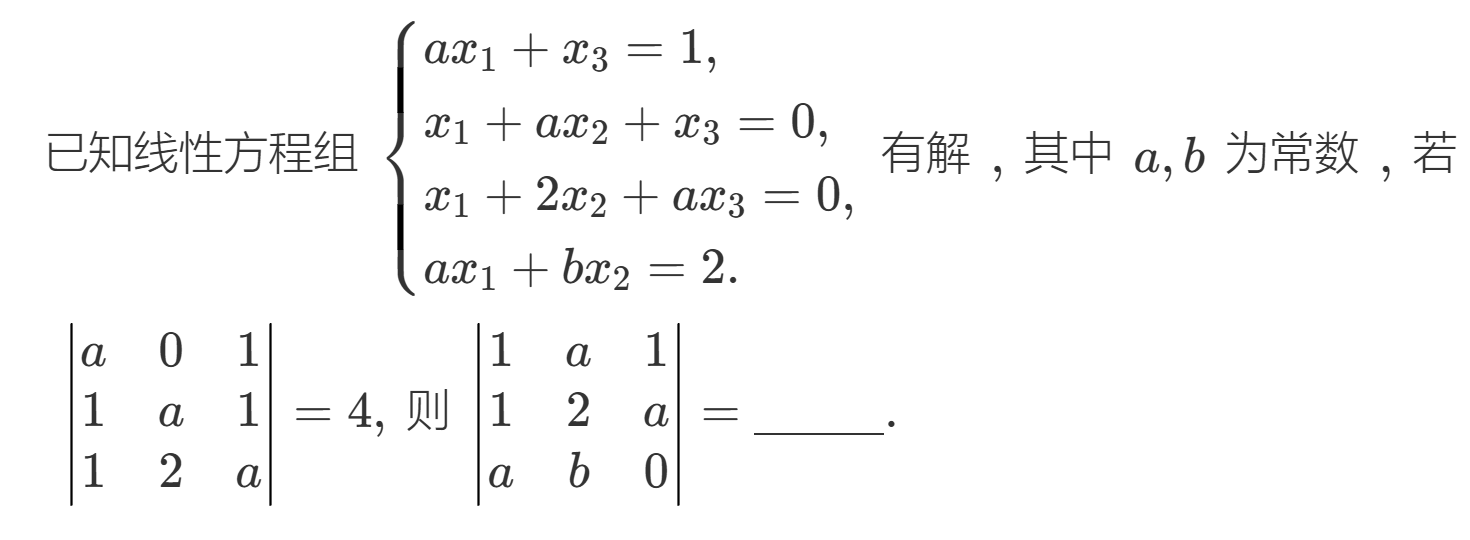 已知线性方程组 { ax₁ + x₃ = 1,
x₁ + ax₂ + x₃ = 0,
x₁ + 2x₂ + ax₃ = 0,
ax₁ + bx₂ = 2.
有解，其中 a, b 为常数，若
| a 0 1 |
| 1 a 1 |
| 1 2 a | = 4, 则
| 1 a 1 |
| 1 2 a |
| a b 0 | = ______.